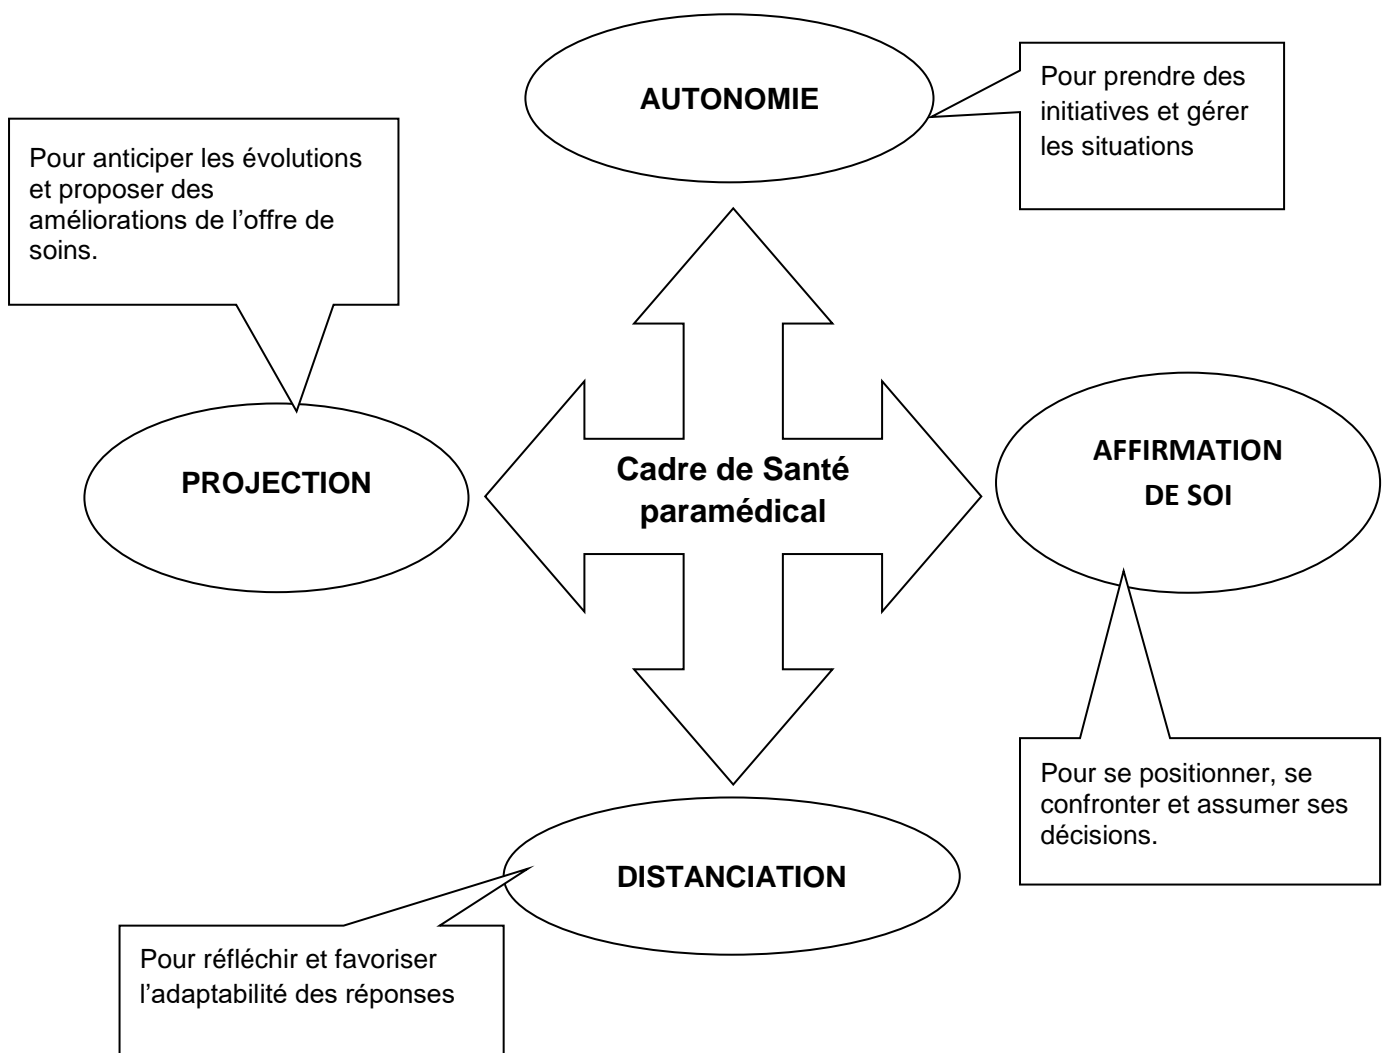 AUTONOMIE
Pour prendre des
initiatives et gérer
les situations
Pour anticiper les évolutions
et proposer des
améliorations de l’offre de
soins.
PROJECTION
Cadre de Santé
paramédical
AFFIRMATION
DE SOI
Pour se positionner, se
confronter et assumer ses
décisions.
DISTANCIATION
Pour réfléchir et favoriser
l’adaptabilité des réponses